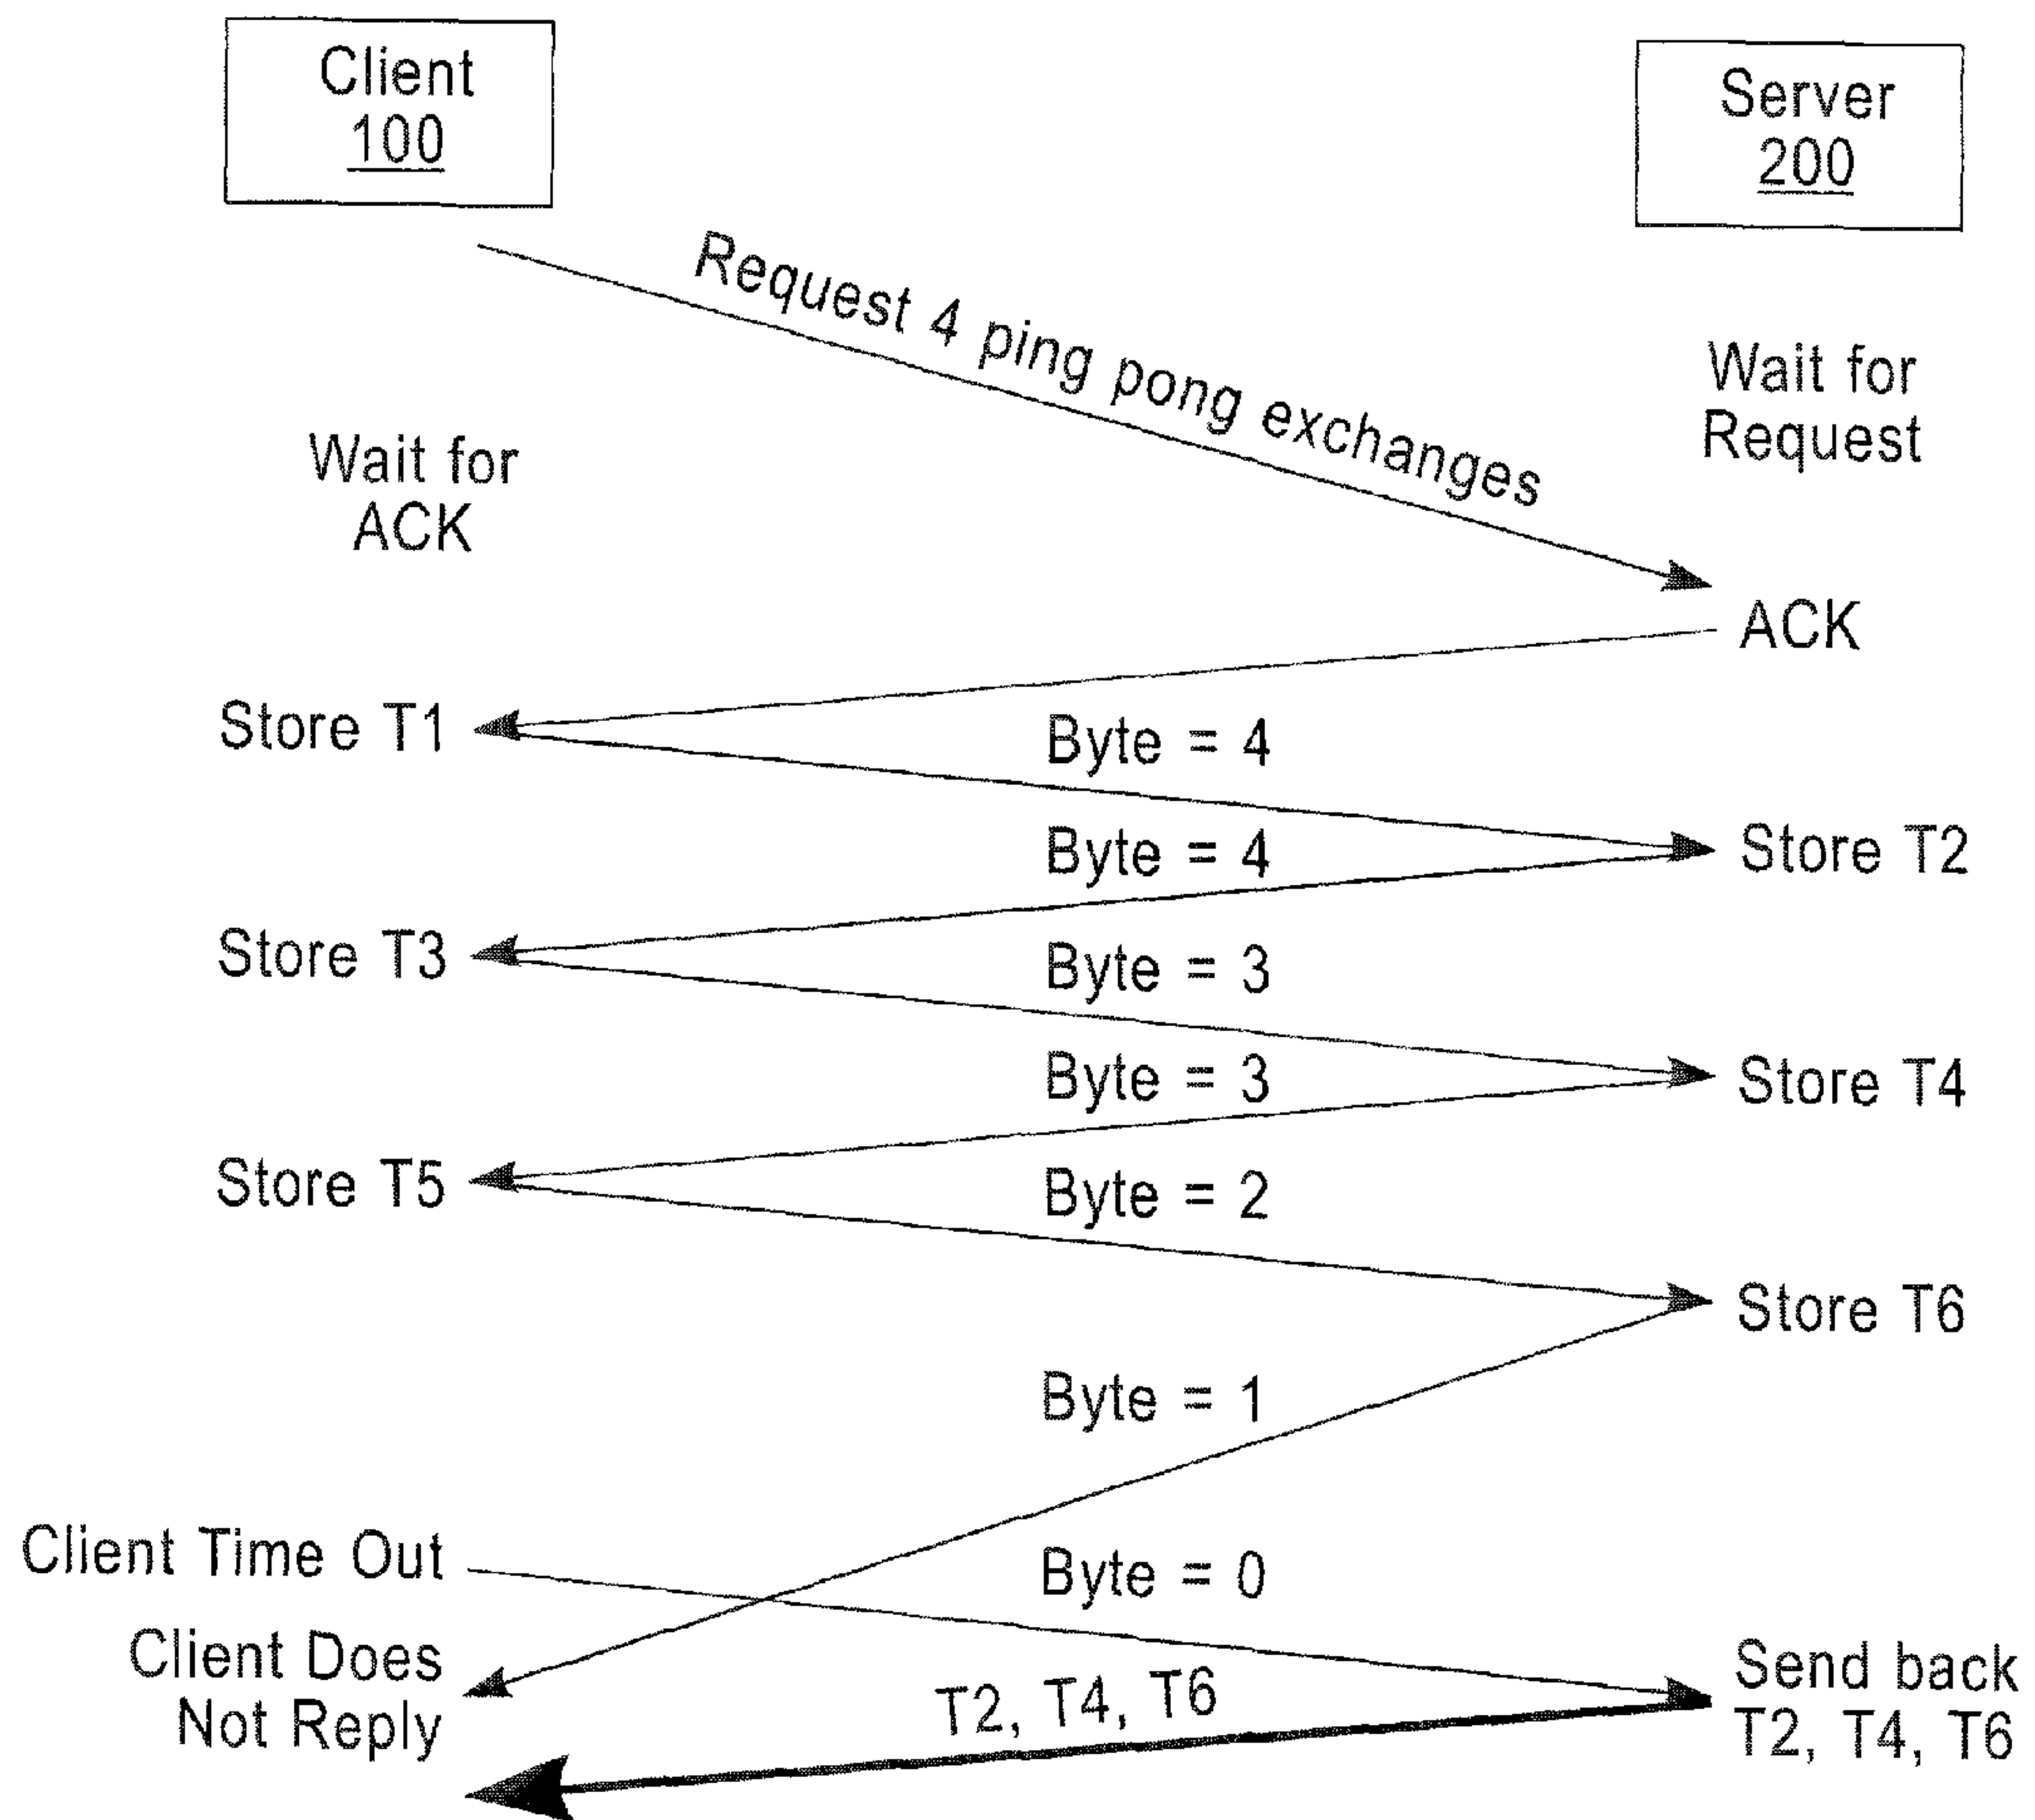 Client
100
Server
200
Request 4 ping pong exchanges
Wait for
Request
Wait for
ACK
ACK
Store T1
Byte = 4
Byte = 4
Store T2
Store T3
Byte = 3
Byte = 3
Store T4
Store T5
Byte = 2
Store T6
Byte = 1
Client Time Out
Byte = 0
Client Does
Not Reply
T2, T4, T6
Send back
T2, T4, T6